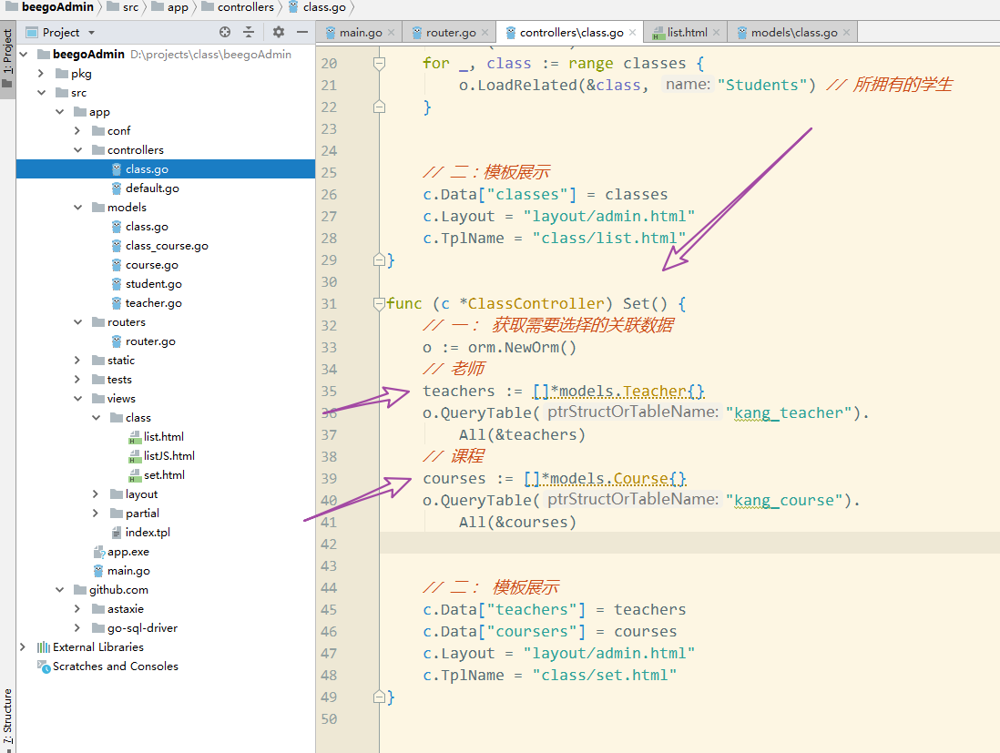 beegoAdmin src app controllers class.go
Project
main.go router.go controllers\class.go list.html models\class.go
1: Project
beegoAdmin D:\projects\class\beegoAdmin
pkg
src
app
conf
controllers
class.go
default.go
models
class.go
class_course.go
course.go
student.go
teacher.go
routers
router.go
static
tests
views
class
list.html
listJS.html
set.html
layout
partial
index.tpl
app.exe
main.go
github.com
astaxie
go-sql-driver
External Libraries
Scratches and Consoles
7: Structure
20 for _, class := range classes {
21 o.LoadRelated(&class, name: "Students") // 所拥有的学生
22 }
23
24
25 // 二：模板展示
26 c.Data["classes"] = classes
27 c.Layout = "layout/admin.html"
28 c.TplName = "class/list.html"
29 }
30
31 func (c *ClassController) Set() {
32 // 一： 获取需要选择的关联数据
33 o := orm.NewOrm()
34 // 老师
35 teachers := []*models.Teacher{}
36 o.QueryTable( ptrStructOrTableName: "kang_teacher").
37 All(&teachers)
38 // 课程
39 courses := []*models.Course{}
40 o.QueryTable( ptrStructOrTableName: "kang_course").
41 All(&courses)
42
43
44 // 二： 模板展示
45 c.Data["teachers"] = teachers
46 c.Data["coursers"] = courses
47 c.Layout = "layout/admin.html"
48 c.TplName = "class/set.html"
49 }
50